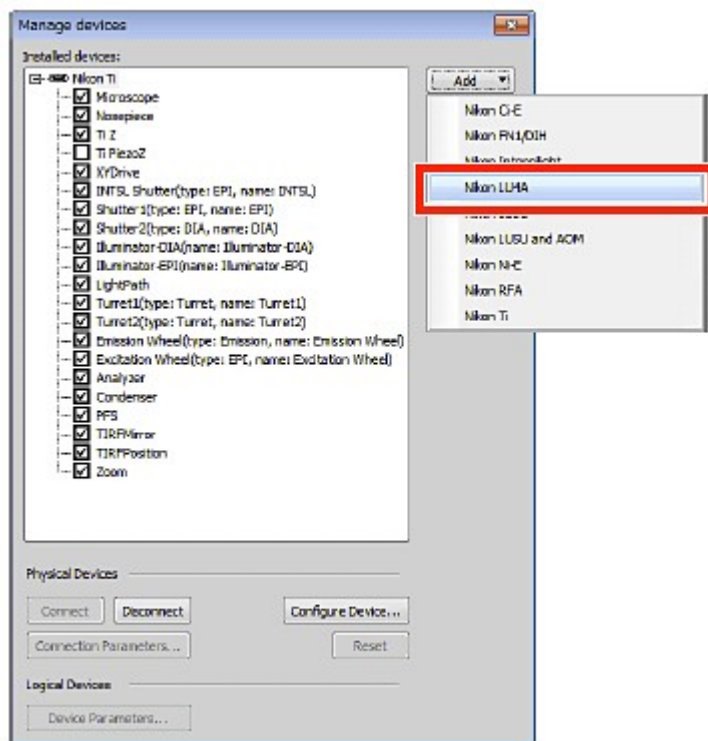 Manage devices
Installed devices:
Nikon Ti
Microscope
Nosepiece
Ti Z
Ti PiezoZ
XYDrive
INTSL Shutter(type: EPI, name: INTSL)
Shutter1(type: EPI, name: EPI)
Shutter2(type: DIA, name: DIA)
Illuminator-DIA(name: Illuminator-DIA)
Illuminator-EPI(name: Illuminator-EPI)
LightPath
Turret1(type: Turret, name: Turret1)
Turret2(type: Turret, name: Turret2)
Emission Wheel(type: Emission, name: Emission Wheel)
Excitation Wheel(type: EPI, name: Excitation Wheel)
Analyzer
Condenser
PFS
TIRFMirror
TIRFPosition
Zoom
Add
Nikon Ci-E
Nikon FN1/DIH
Nikon Intensilight
Nikon LUMA
Nikon LUSU and AOM
Nikon Ni-E
Nikon RFA
Nikon Ti
Physical Devices
Connect
Disconnect
Configure Device...
Connection Parameters...
Reset
Logical Devices
Device Parameters...